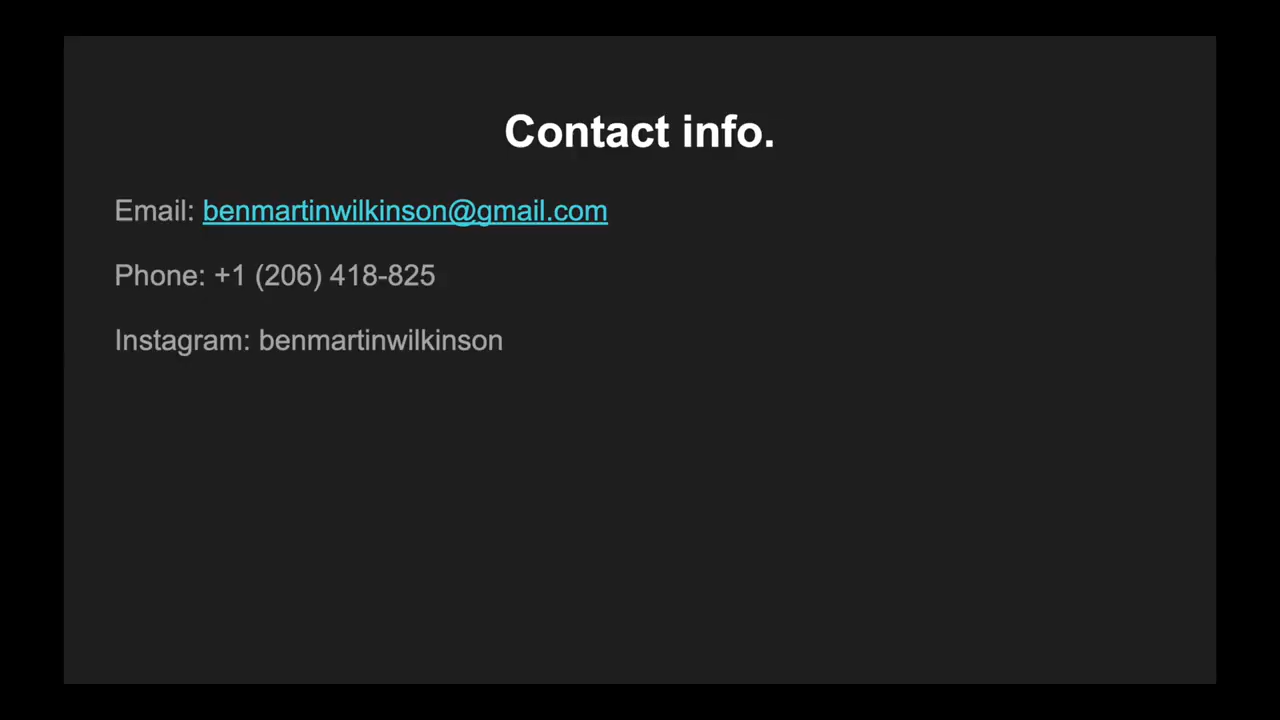 Contact info.
Email: benmartinwilkinson@gmail.com
Phone: +1 (206) 418-825
Instagram: benmartinwilkinson